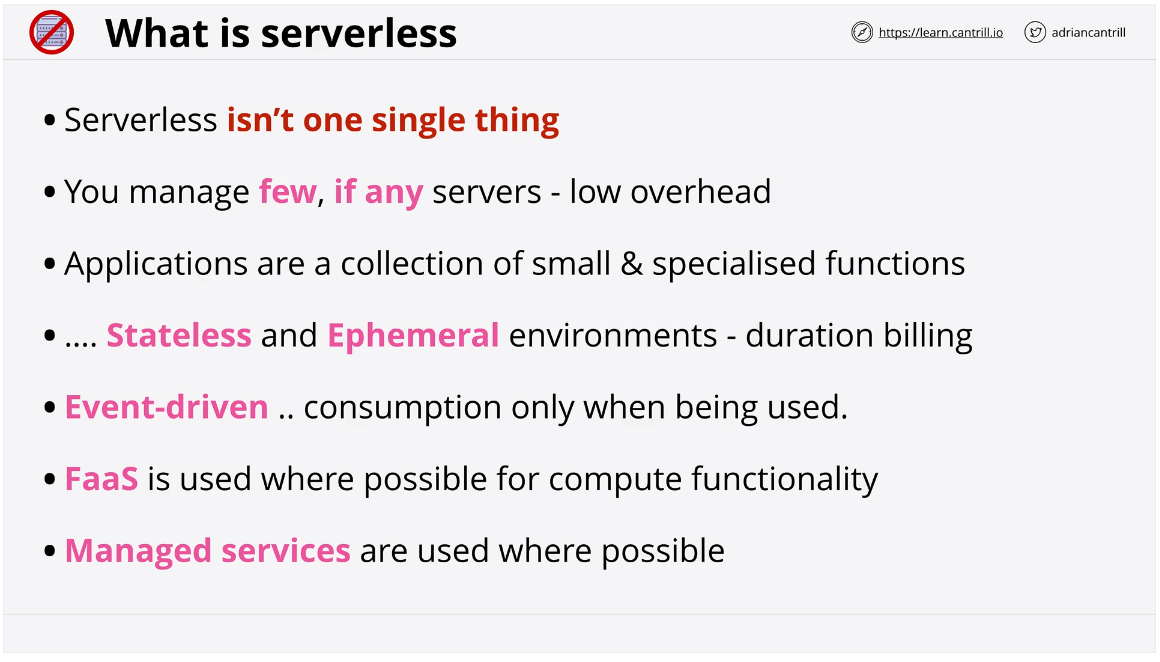 What is serverless
https://learn.cantrill.io
adriancantrill
• Serverless isn’t one single thing
• You manage few, if any servers - low overhead
• Applications are a collection of small & specialised functions
• .... Stateless and Ephemeral environments - duration billing
• Event-driven .. consumption only when being used.
• FaaS is used where possible for compute functionality
• Managed services are used where possible